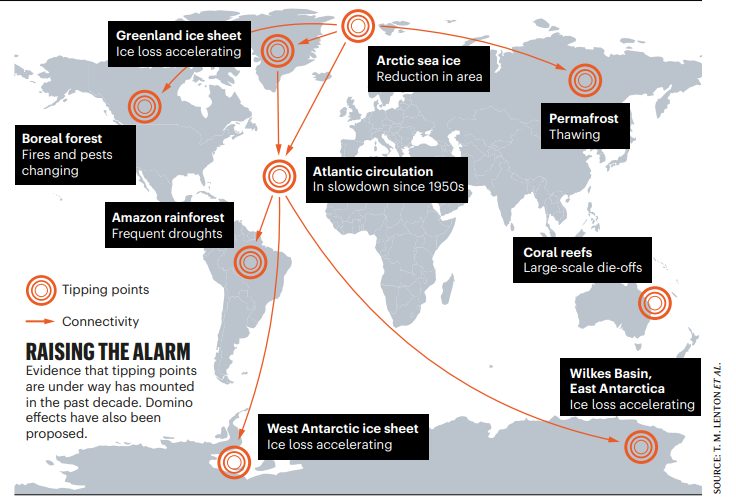 Greenland ice sheet
Ice loss accelerating
Arctic sea ice
Reduction in area
Permafrost
Thawing
Boreal forest
Fires and pests
changing
Atlantic circulation
In slowdown since 1950s
Amazon rainforest
Frequent droughts
Coral reefs
Large-scale die-offs
Tipping points
Connectivity
RAISING THE ALARM
Evidence that tipping points
are under way has mounted
in the past decade. Domino
effects have also been
proposed.
Wilkes Basin,
East Antarctica
Ice loss accelerating
West Antarctic ice sheet
Ice loss accelerating
SOURCE: T. M. LENTON ET AL.